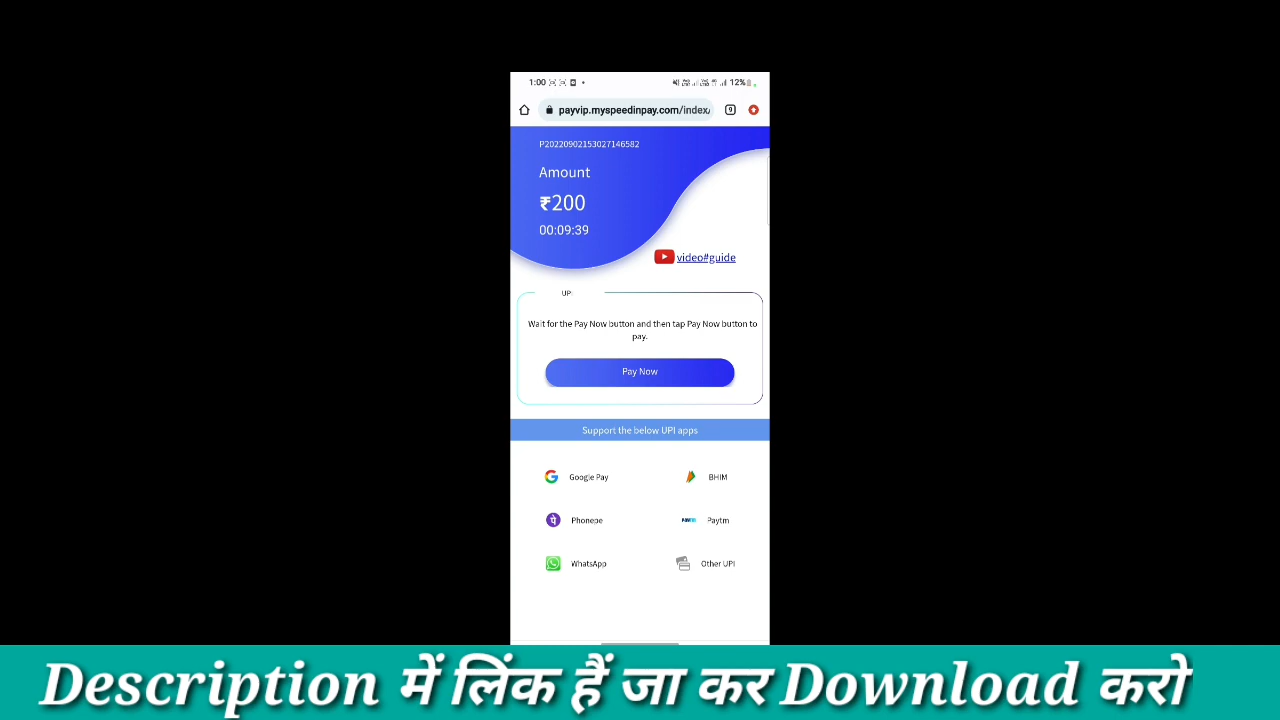 1:00
12%
payvip.myspeedinpay.com/index/
9
P20220902153027146582
Amount
₹200
00:09:39
video#guide
UPI
Wait for the Pay Now button and then tap Pay Now button to
pay.
Pay Now
Support the below UPI apps
Google Pay
BHIM
Phonepe
Paytm
WhatsApp
Other UPI
Description में लिंक हैं जा कर Download करो